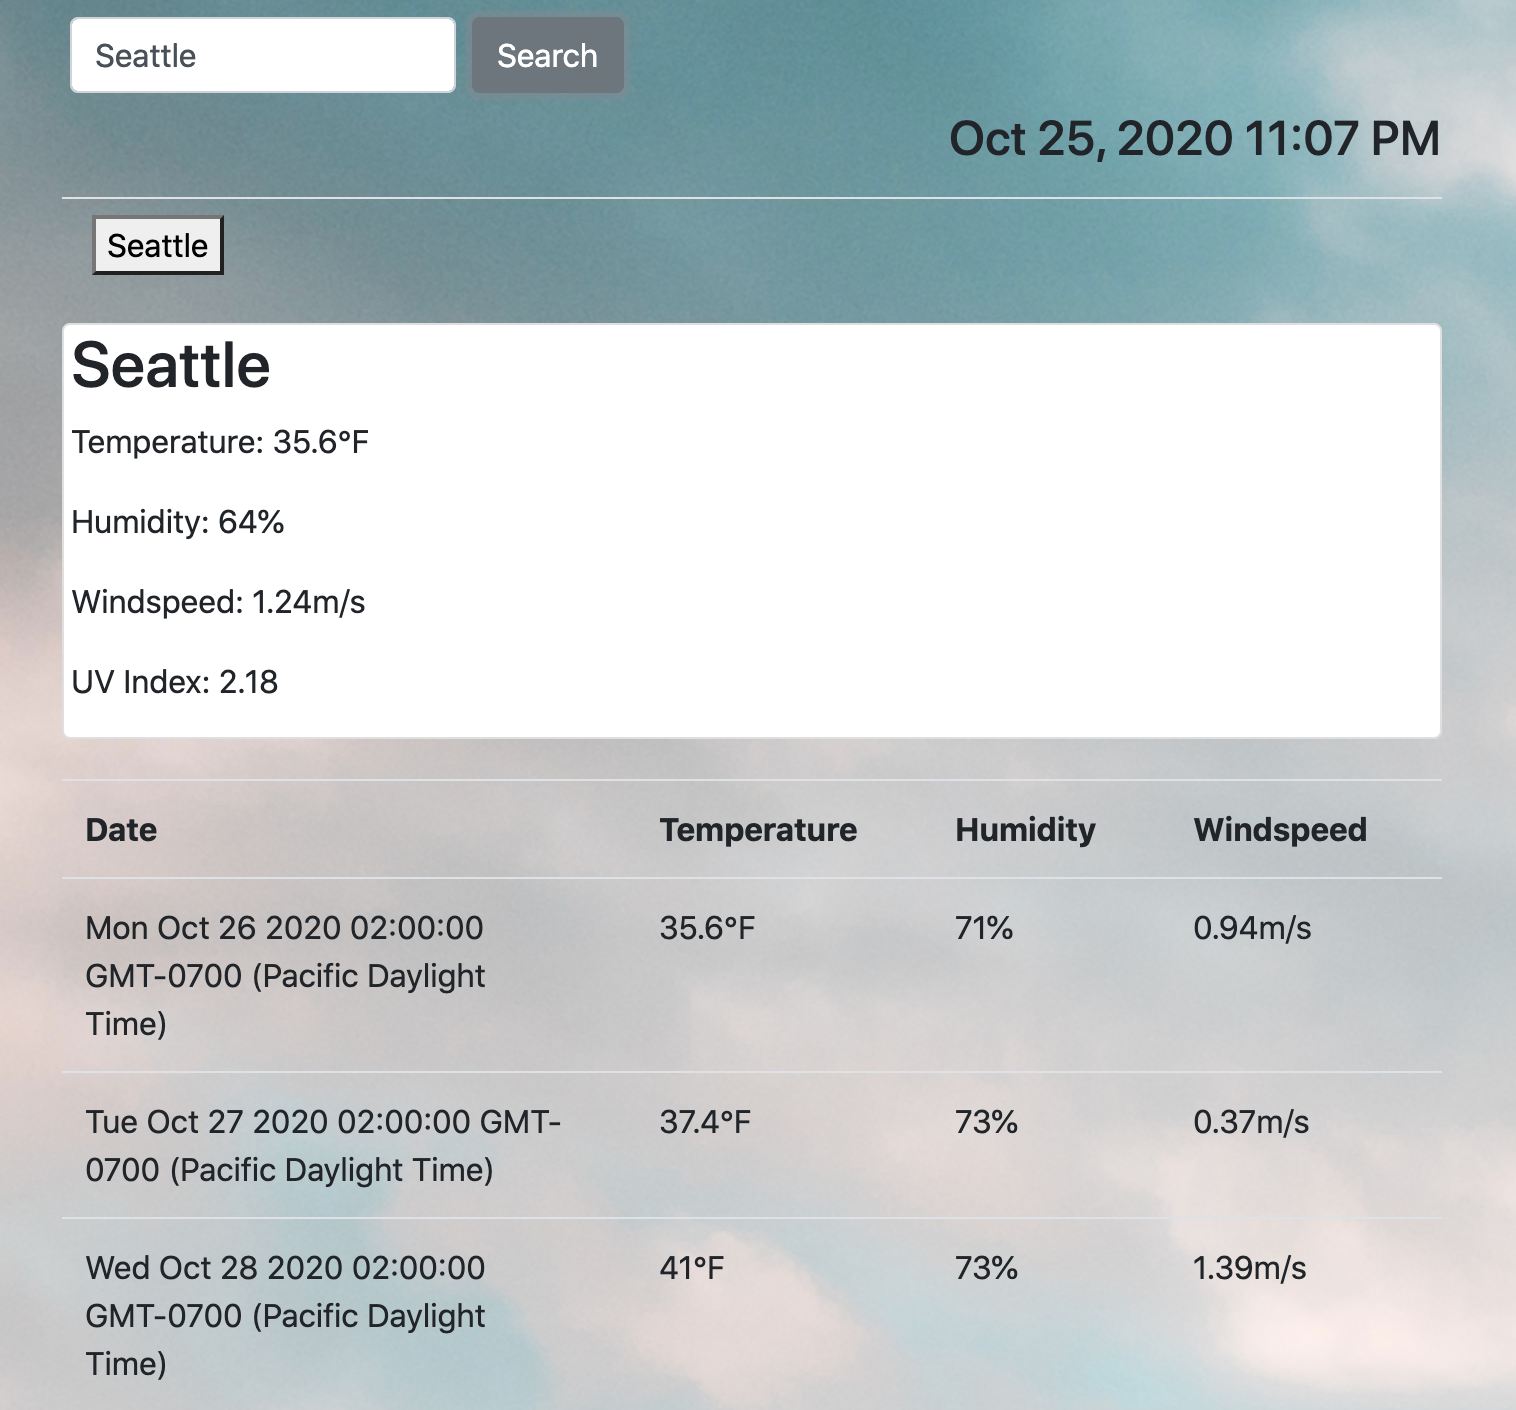 Seattle
Search
Oct 25, 2020 11:07 PM
Seattle
Seattle
Temperature: 35.6°F
Humidity: 64%
Windspeed: 1.24m/s
UV Index: 2.18
Date Temperature Humidity Windspeed
Mon Oct 26 2020 02:00:00 35.6°F 71% 0.94m/s
GMT-0700 (Pacific Daylight
Time)
Tue Oct 27 2020 02:00:00 GMT- 37.4°F 73% 0.37m/s
0700 (Pacific Daylight Time)
Wed Oct 28 2020 02:00:00 41°F 73% 1.39m/s
GMT-0700 (Pacific Daylight
Time)